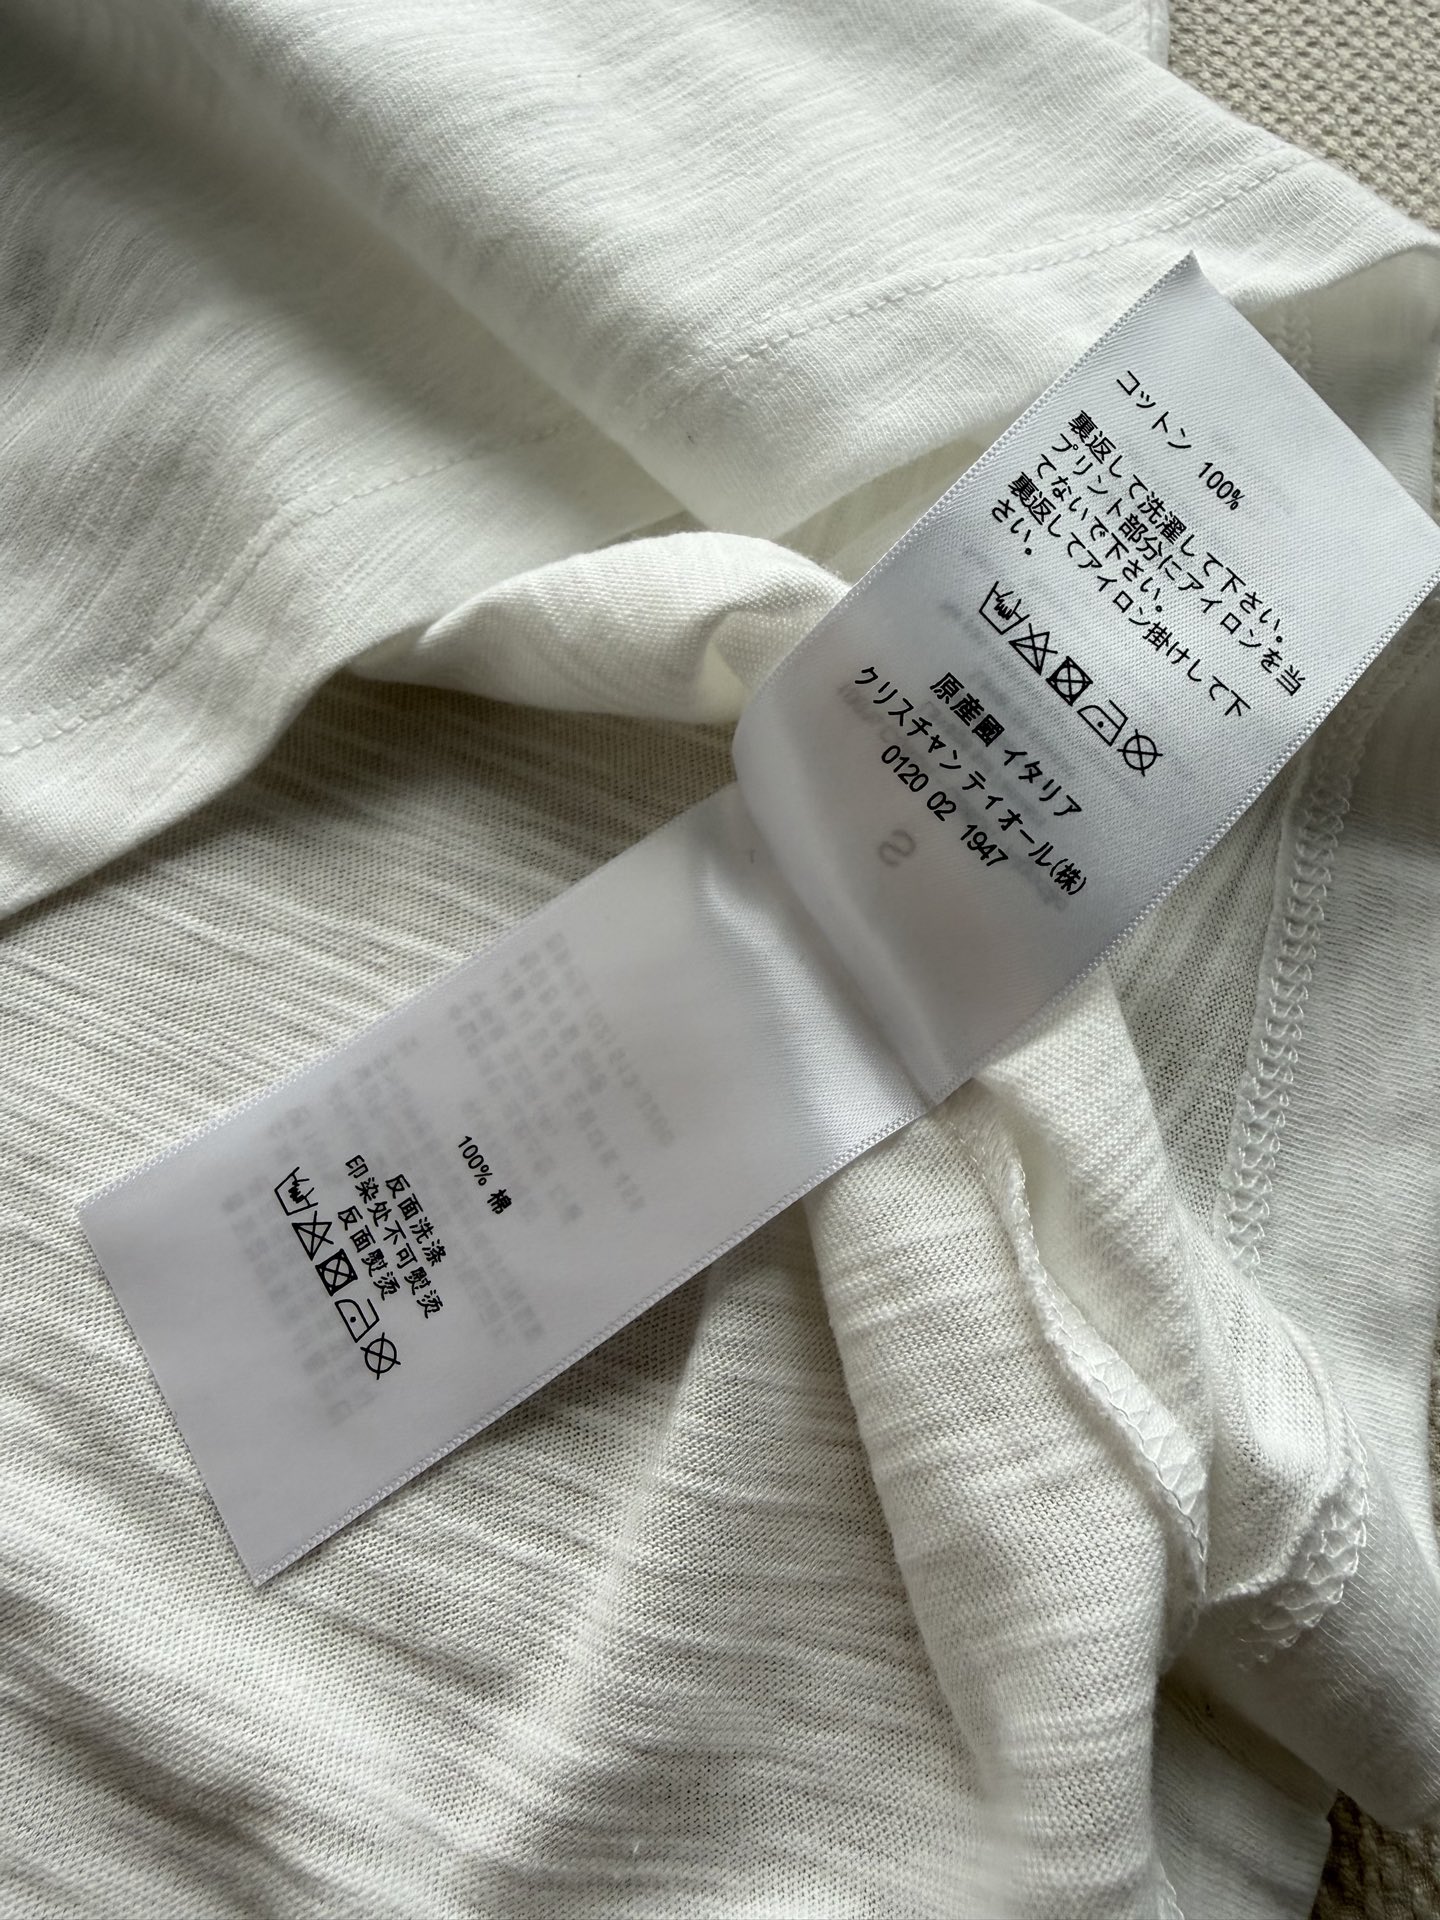 コットン 100%
裏返して洗濯して下さい。
プリント部分にアイロンを当
てないで下さい。
裏返してアイロン掛けして下
さい。
原産國 イタリア
クリスチャン ディオール(株)
0120 02 1947
S
100% 棉
反面洗涤
印染处不可熨烫
反面熨烫